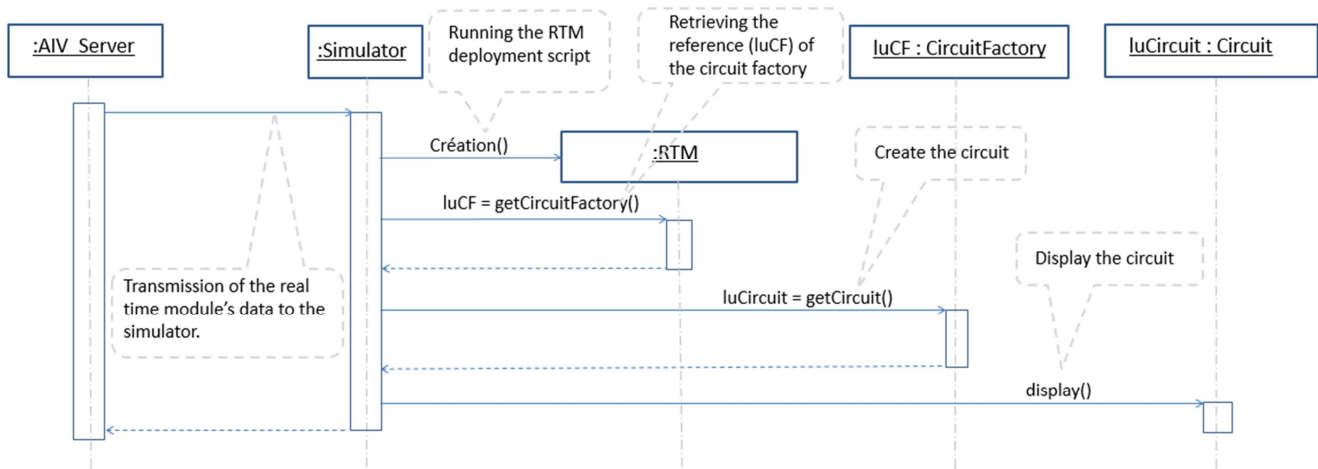 :AIV_Server
:Simulator
Running the RTM
deployment script
Retrieving the
reference (luCF) of
the circuit factory
luCF : CircuitFactory
luCircuit : Circuit
Création()
:RTM
Create the circuit
luCF = getCircuitFactory()
Transmission of the real
time module's data to the
simulator.
luCircuit = getCircuit()
Display the circuit
display()